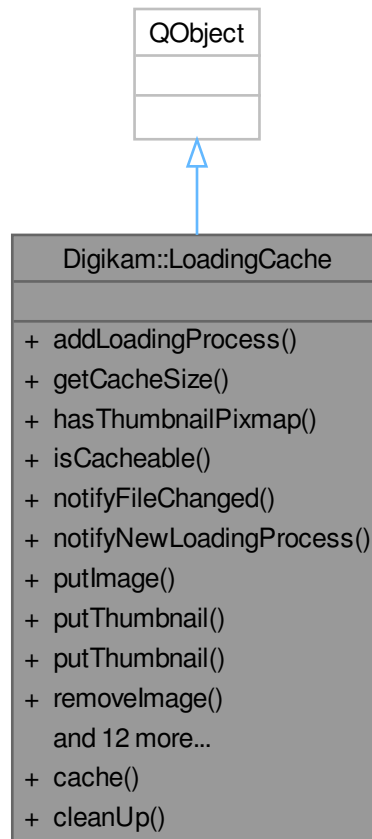 QObject
Digikam::LoadingCache
+ addLoadingProcess()
+ getCacheSize()
+ hasThumbnailPixmap()
+ isCacheable()
+ notifyFileChanged()
+ notifyNewLoadingProcess()
+ putImage()
+ putThumbnail()
+ putThumbnail()
+ removeImage()
and 12 more...
+ cache()
+ cleanUp()